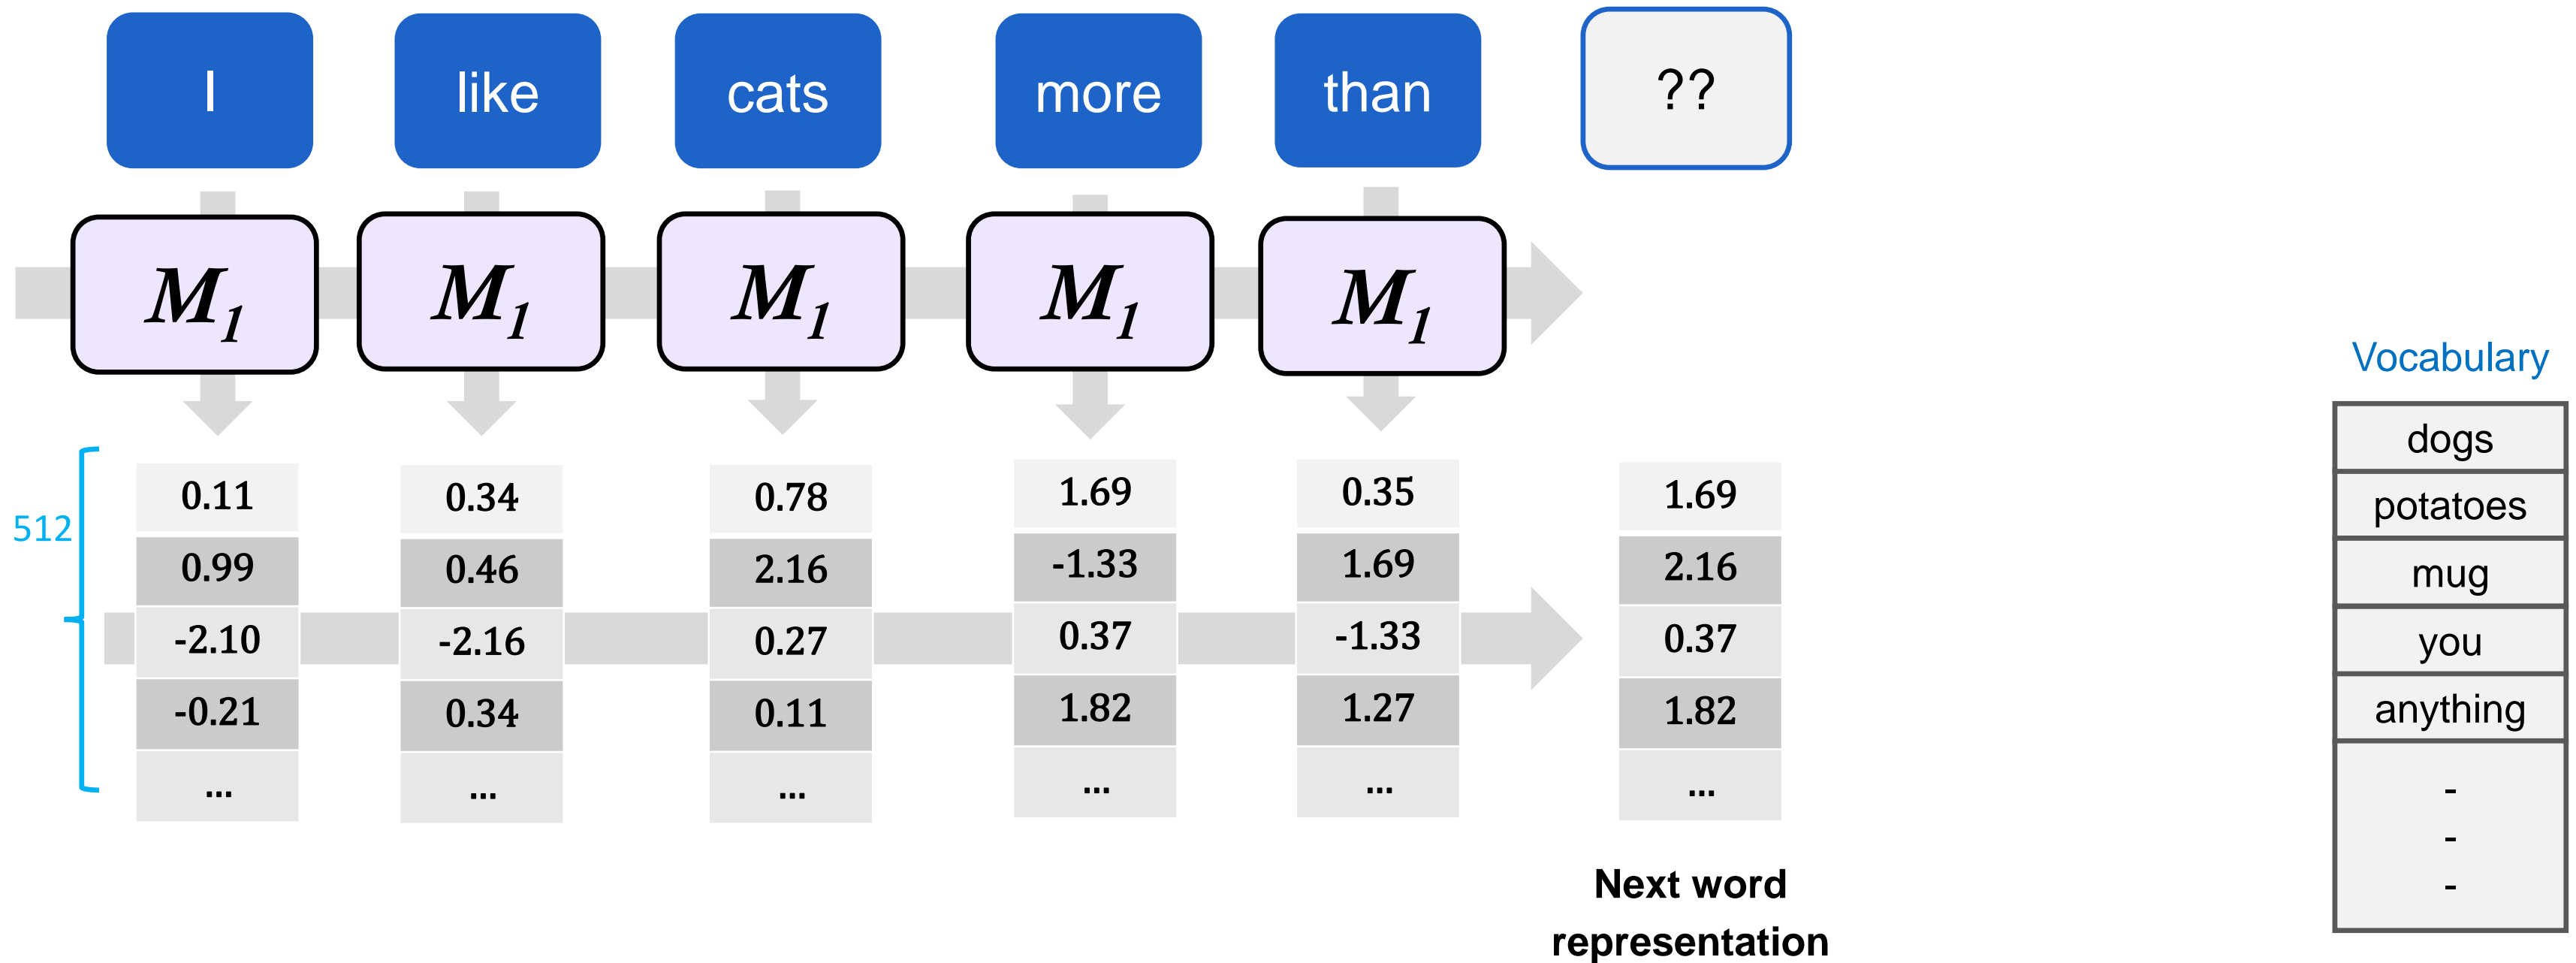 I like cats more than ??
M1 M1 M1 M1 M1
Vocabulary
512
0.11 0.34 0.78 1.69 0.35 1.69
0.99 0.46 2.16 -1.33 1.69 2.16
-2.10 -2.16 0.27 0.37 -1.33 0.37
-0.21 0.34 0.11 1.82 1.27 1.82
... ... ... ... ... ...
dogs
potatoes
mug
you
anything
-
-
-
Next word
representation